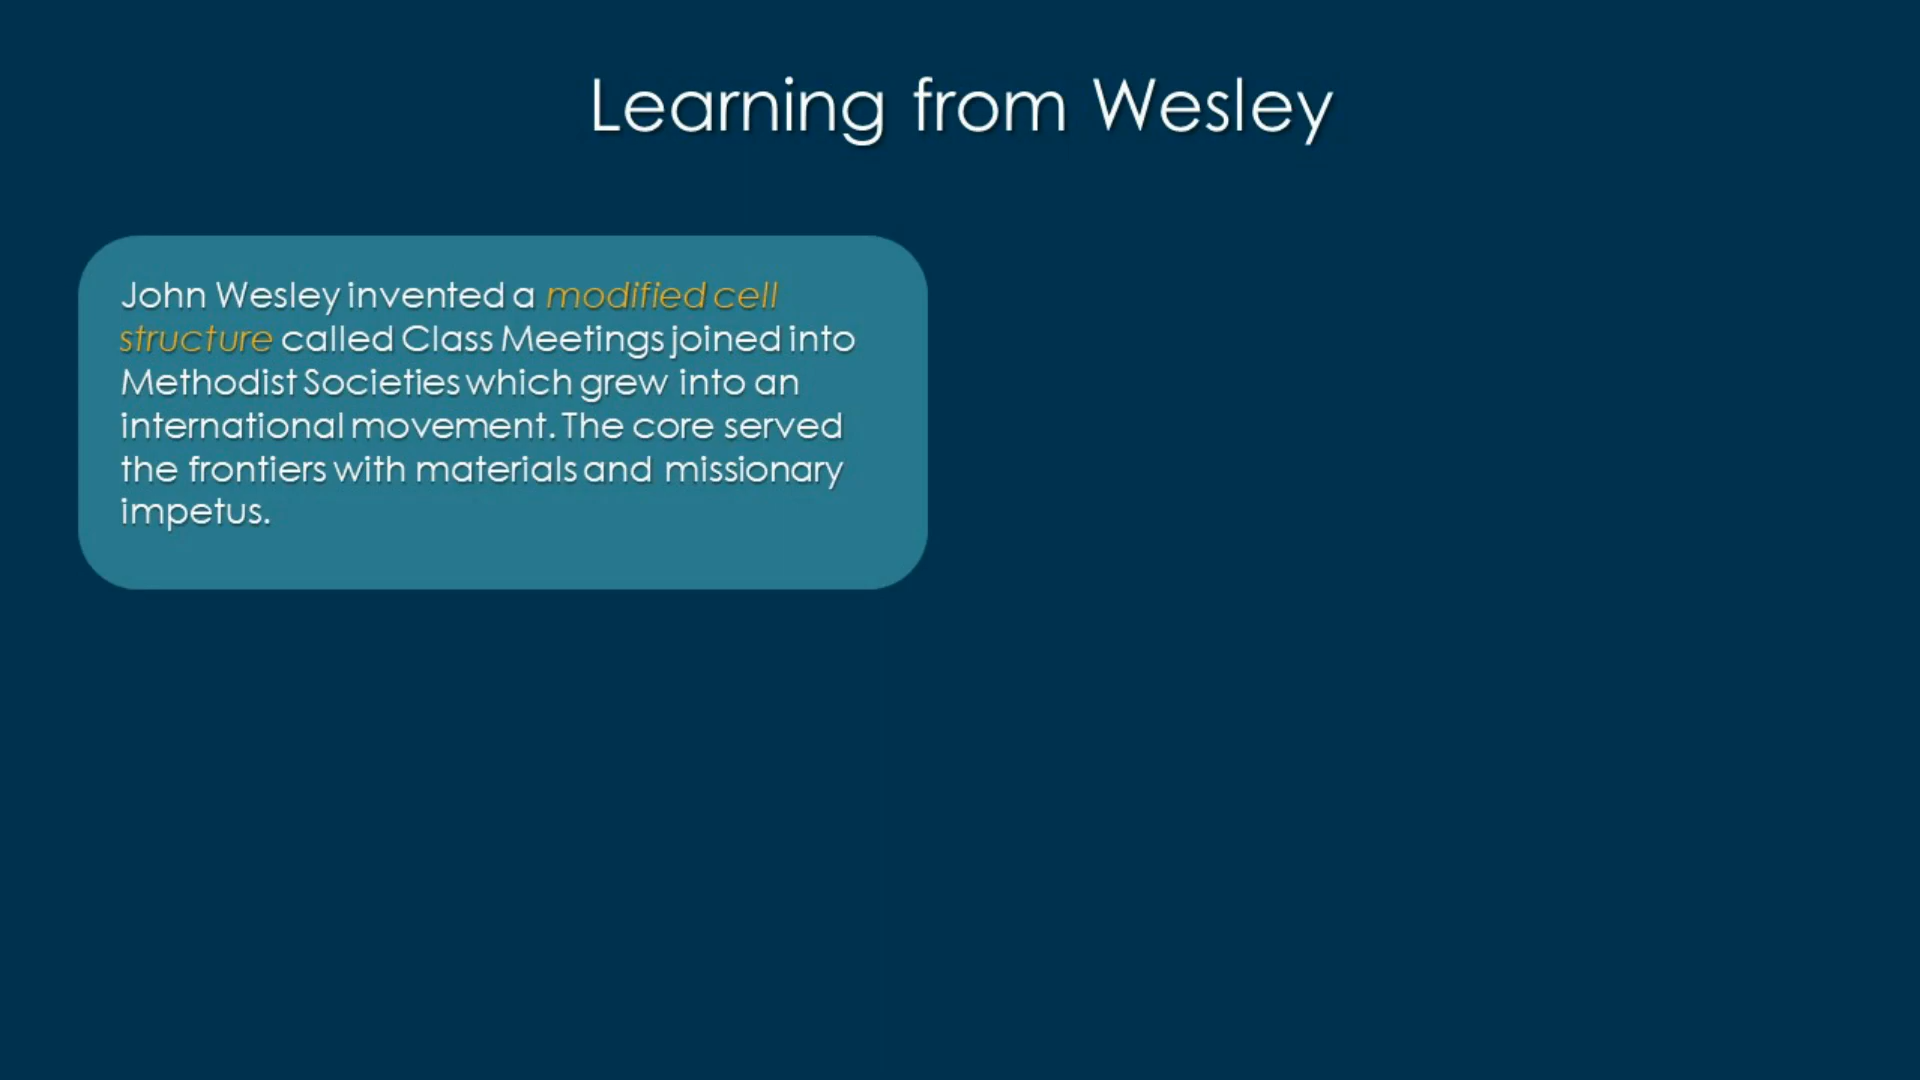 Learning from Wesley
John Wesley invented a modified cell
structure called Class Meetings joined into
Methodist Societies which grew into an
international movement. The core served
the frontiers with materials and missionary
impetus.